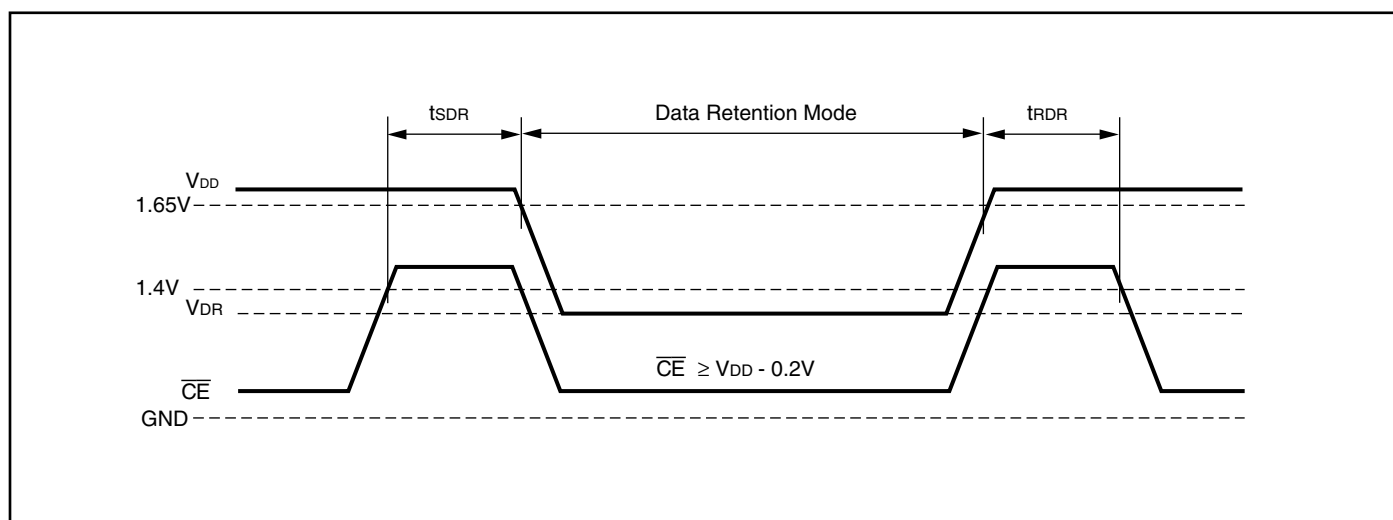 tSDR
Data Retention Mode
tRDR
VDD
1.65V
1.4V
VDR
CE ≥ VDD - 0.2V
CE
GND